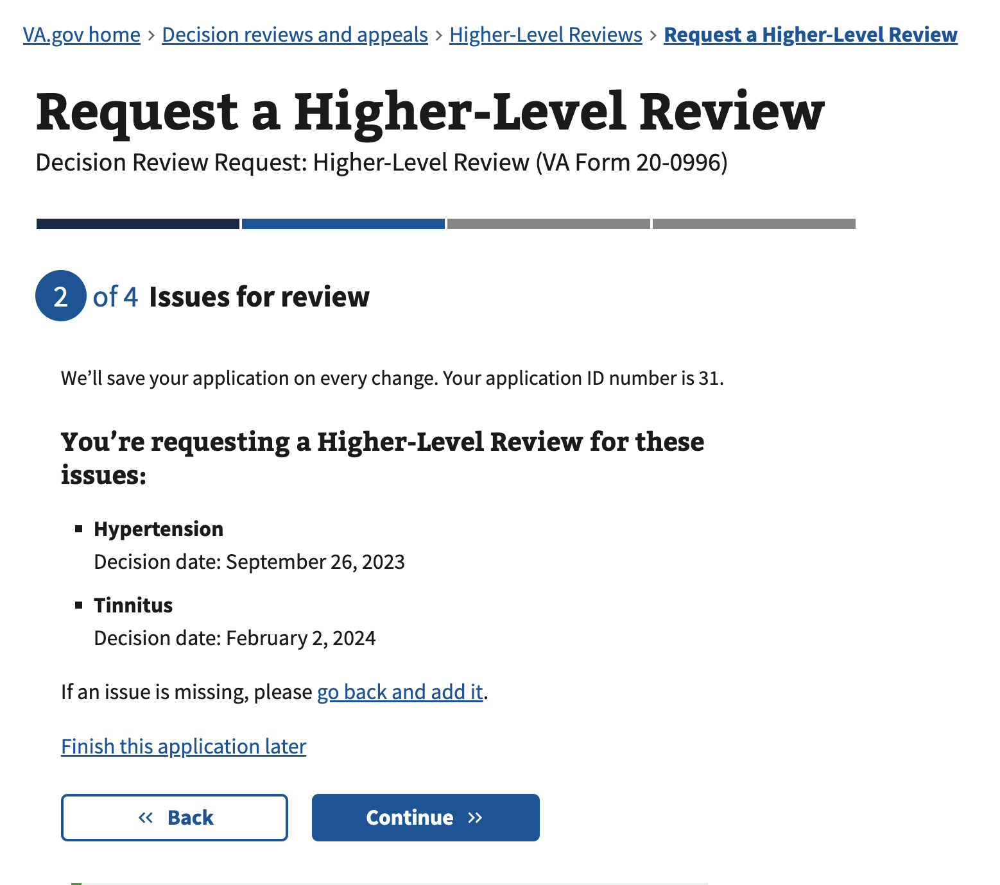 VA.gov home > Decision reviews and appeals > Higher-Level Reviews > Request a Higher-Level Review
Request a Higher-Level Review
Decision Review Request: Higher-Level Review (VA Form 20-0996)
2 of 4 Issues for review
We’ll save your application on every change. Your application ID number is 31.
You’re requesting a Higher-Level Review for these
issues:
Hypertension
Decision date: September 26, 2023
Tinnitus
Decision date: February 2, 2024
If an issue is missing, please go back and add it.
Finish this application later
« Back
Continue »